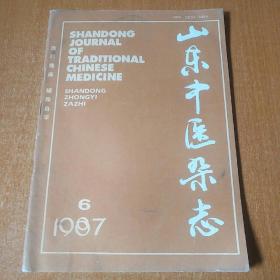 SHANDONG
JOURNAL
OF
TRADITIONAL
CHINESE
MEDICINE
SHANDONG
ZHONGYI
ZAZHI
山东中医杂志
6
1987